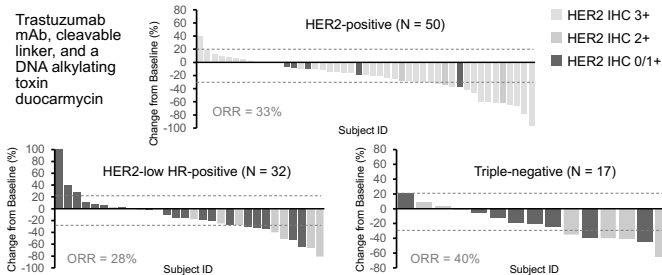 Trastuzumab
mAb, cleavable
linker, and a
DNA alkylating
toxin
duocarmycin
Change from Baseline (%)
80
60
40
20
0
-20
-40
-60
-80
-100
HER2-positive (N = 50)
ORR = 33%
Subject ID
HER2 IHC 3+
HER2 IHC 2+
HER2 IHC 0/1+
Change from Baseline (%)
100
80
60
40
20
0
-20
-40
-60
-80
-100
HER2-low HR-positive (N = 32)
ORR = 28%
Subject ID
Change from Baseline (%)
80
60
40
20
0
-20
-40
-60
-80
Triple-negative (N = 17)
ORR = 40%
Subject ID